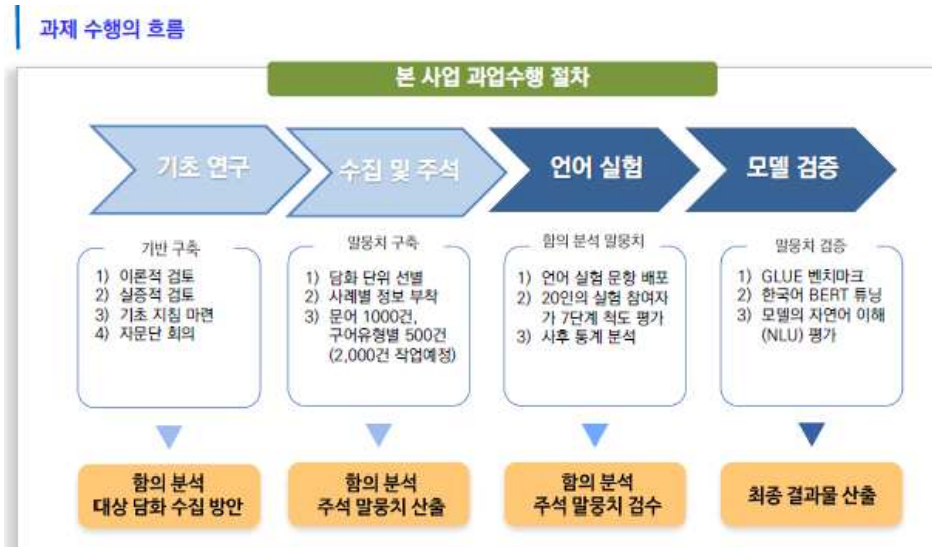 과제 수행의 흐름
본 사업 과업수행 절차
기초 연구
수집 및 주석
언어 실험
모델 검증
기반 구축
1) 이론적 검토
2) 실증적 검토
3) 기초 지침 마련
4) 자문단 회의
말뭉치 구축
1) 담화 단위 선별
2) 사례별 정보 부착
3) 문어 1000건,
구어유형별 500건
(2,000건 작업예정)
함의 분석 말뭉치
1) 언어 실험 문항 배포
2) 20인의 실험 참여자
가 7단계 척도 평가
3) 사후 통계 분석
말뭉치 검증
1) GLUE 벤치마크
2) 한국어 BERT 튜닝
3) 모델의 자연어 이해
(NLU) 평가
함의 분석
대상 담화 수집 방안
함의 분석
주석 말뭉치 산출
함의 분석
주석 말뭉치 검수
최종 결과물 산출